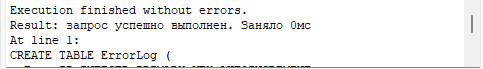 Execution finished without errors.
Result: запрос успешно выполнен. Заняло 0мс
At line 1:
CREATE TABLE ErrorLog (